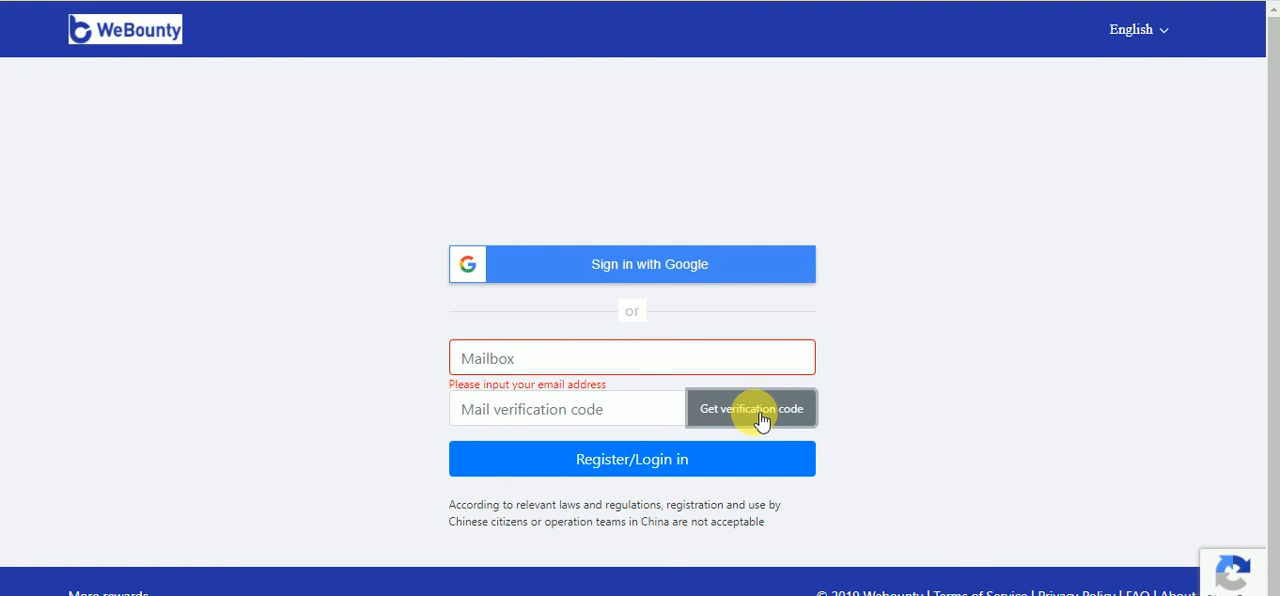 WeBounty
English
Sign in with Google
or
Mailbox
Please input your email address
Mail verification code
Get verification code
Register/Login in
According to relevant laws and regulations, registration and use by
Chinese citizens or operation teams in China are not acceptable
More rewards
© 2019 Webounty | Terms of Service | Privacy Policy | FAQ | About